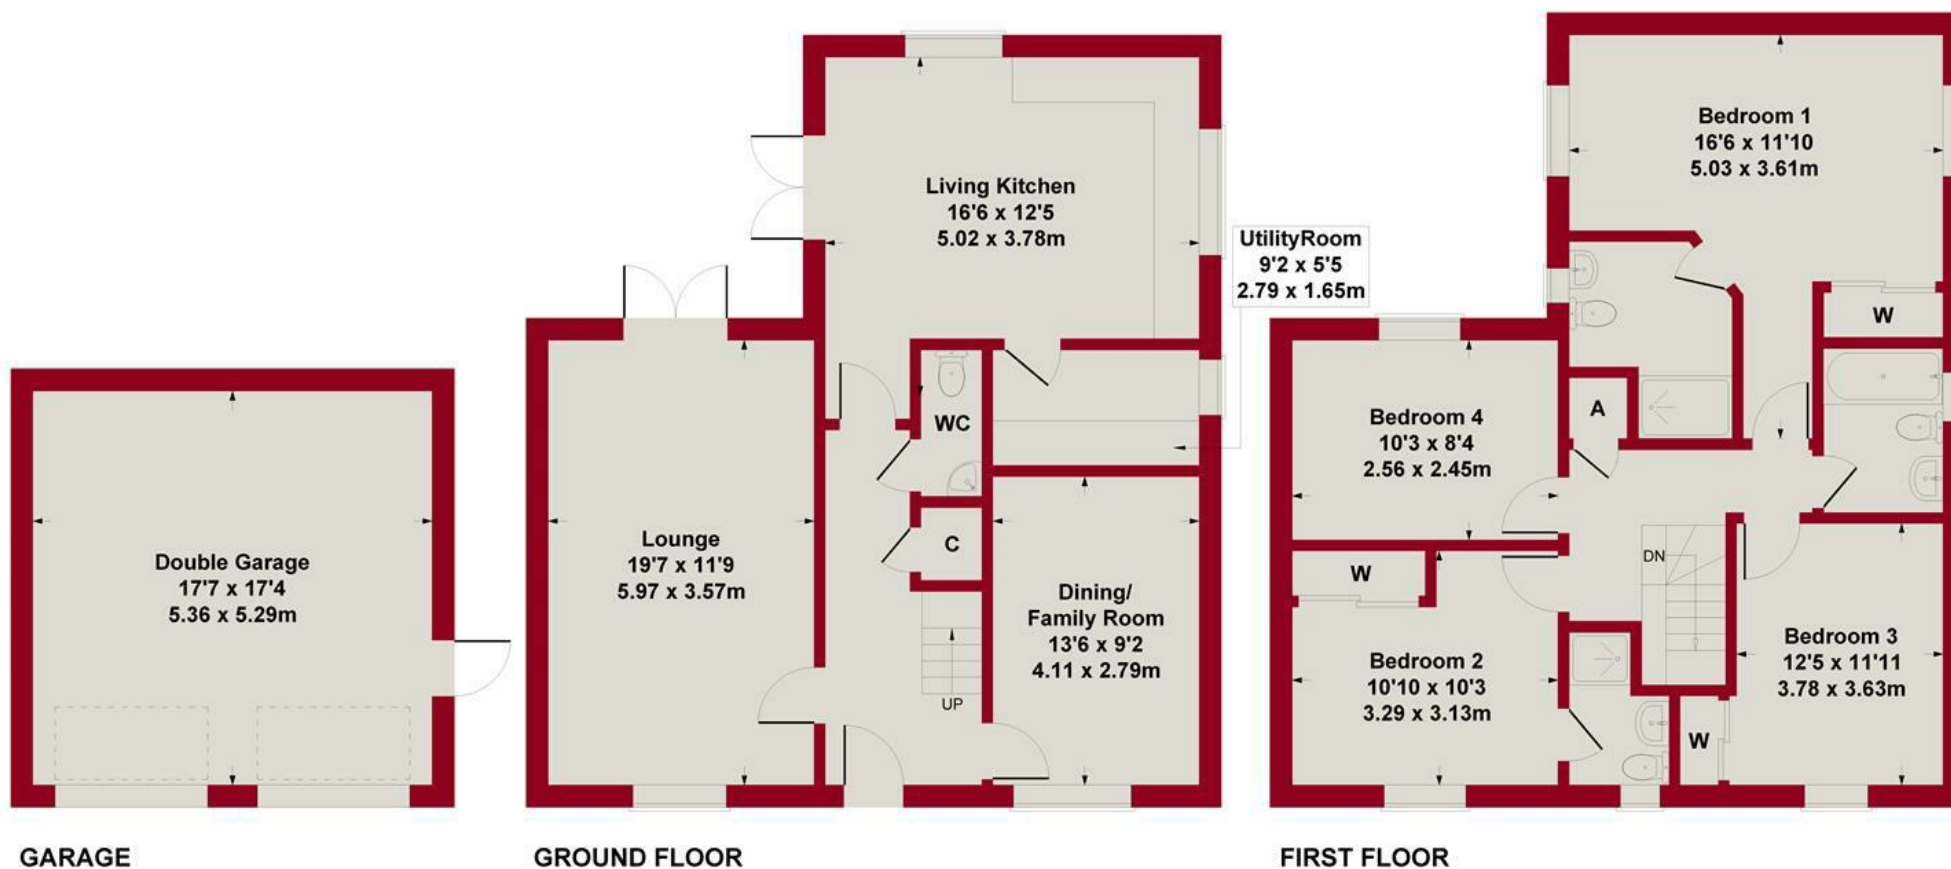 Double Garage
17'7 x 17'4
5.36 x 5.29m
GARAGE
Living Kitchen
16'6 x 12'5
5.02 x 3.78m
UtilityRoom
9'2 x 5'5
2.79 x 1.65m
WC
C
Lounge
19'7 x 11'9
5.97 x 3.57m
Dining/
Family Room
13'6 x 9'2
4.11 x 2.79m
UP
GROUND FLOOR
Bedroom 1
16'6 x 11'10
5.03 x 3.61m
W
A
Bedroom 4
10'3 x 8'4
2.56 x 2.45m
DN
W
Bedroom 2
10'10 x 10'3
3.29 x 3.13m
Bedroom 3
12'5 x 11'11
3.78 x 3.63m
W
FIRST FLOOR